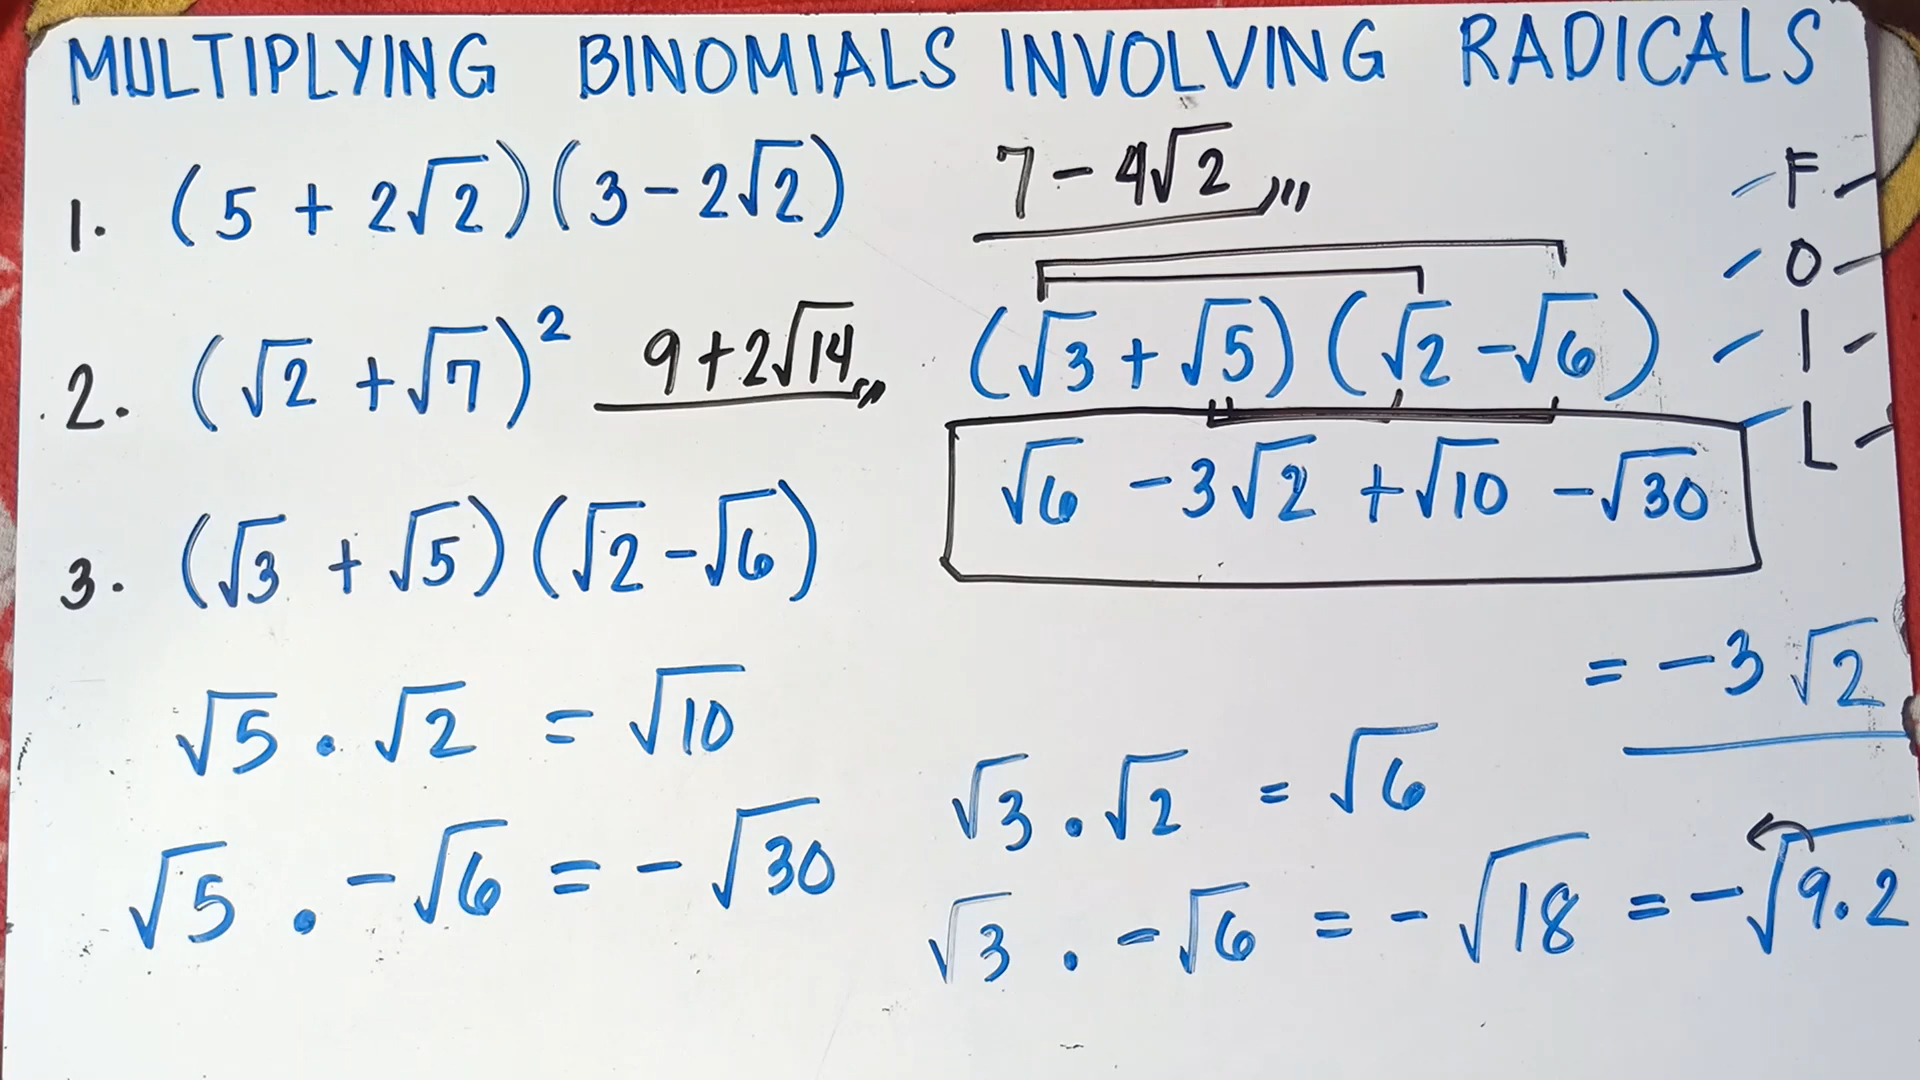 MULTIPLYING BINOMIALS INVOLVING RADICALS
1. (5 + 2√2)(3 - 2√2) 7 - 4√2
2. (√2 + √7)² 9 + 2√14
3. (√3 + √5)(√2 - √6)
√5 . √2 = √10
√5 . -√6 = -√30
(√3 + √5)(√2 - √6)
√6 - 3√2 + √10 - √30
= -3√2
√3 . √2 = √6
√3 . -√6 = -√18 = -√9.2
F
O
I
L